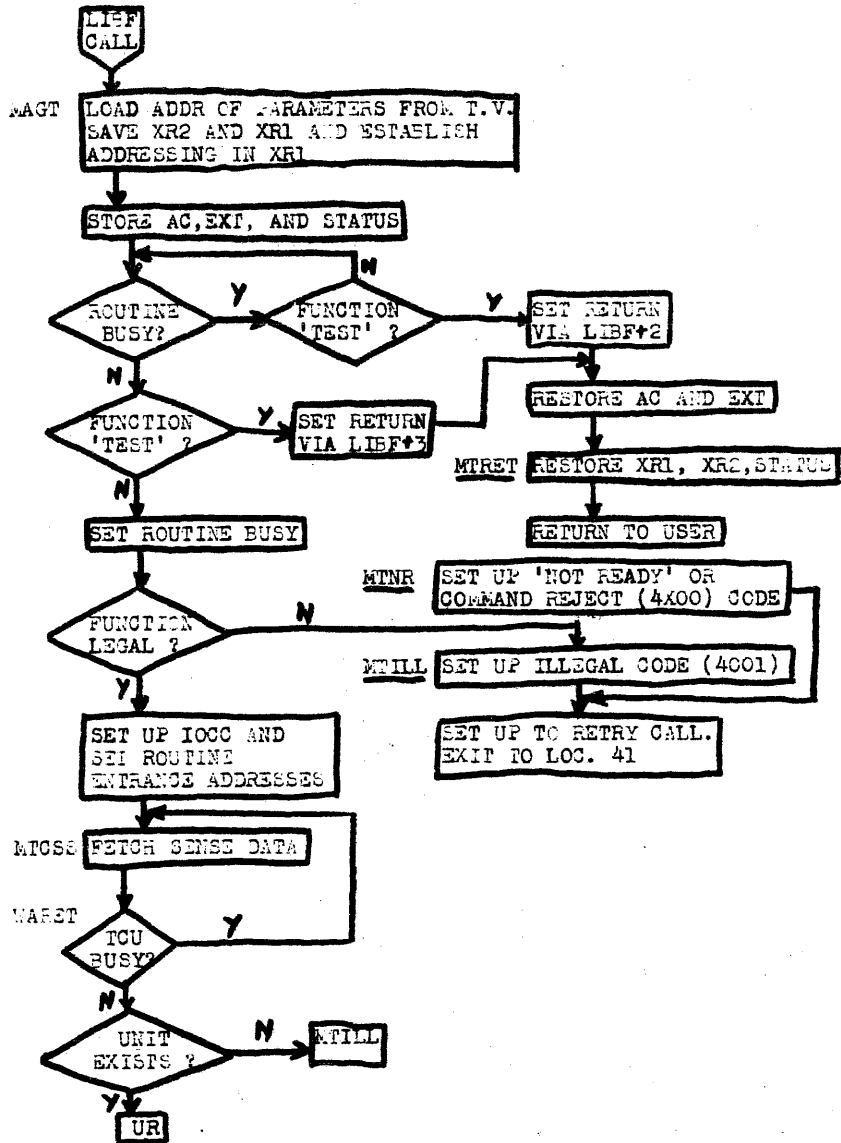 LIBF
CALL
MAGT
LOAD ADDR OF PARAMETERS FROM T.V.
SAVE XR2 AND XR1 AND ESTABLISH
ADDRESSING IN XR1
STORE AC,EXT, AND STATUS
N
ROUTINE
BUSY?
Y
FUNCTION
'TEST' ?
Y
SET RETURN
VIA LIBF+2
N
FUNCTION
'TEST' ?
Y
SET RETURN
VIA LIBF+3
RESTORE AC AND EXT
MTRET
RESTORE XR1, XR2,STATUS
N
SET ROUTINE BUSY
RETURN TO USER
MTNR
SET UP 'NOT READY' OR
COMMAND REJECT (4X00) CODE
FUNCTION
LEGAL ?
N
MTILL
SET UP ILLEGAL CODE (4001)
Y
SET UP IOCC AND
SET ROUTINE
ENTRANCE ADDRESSES
SET UP TO RETRY CALL.
EXIT TO LOC. 41
MTCSS
FETCH SENSE DATA
WARET
TCU
BUSY?
Y
N
UNIT
EXISTS ?
N
MTILL
Y
UR